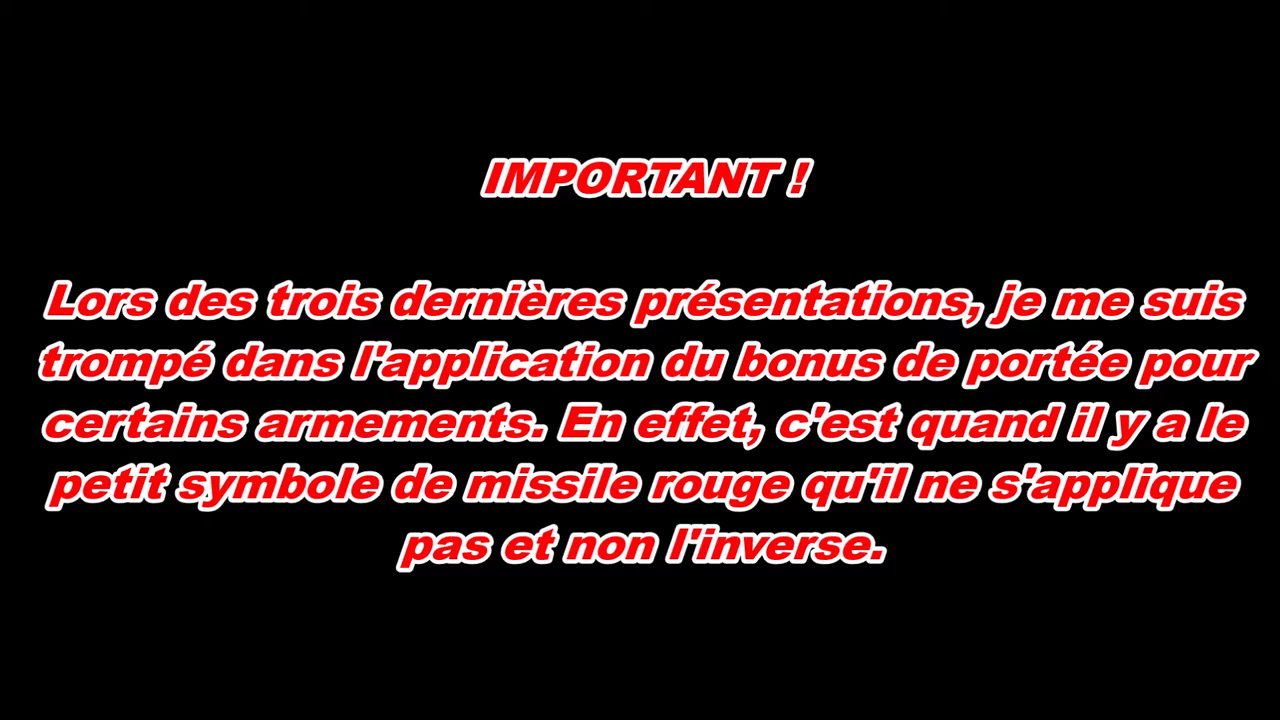 IMPORTANT !
Lors des trois dernières présentations, je me suis
trompé dans l'application du bonus de portée pour
certains armements. En effet, c'est quand il y a le
petit symbole de missile rouge qu'il ne s'applique
pas et non l'inverse.